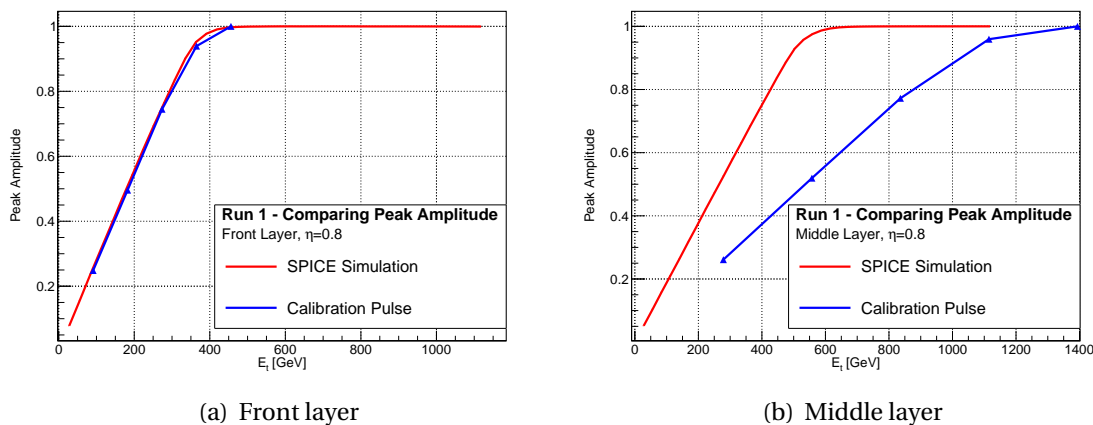 Peak Amplitude
1
0.8
0.6
0.4
0.2
Run 1 - Comparing Peak Amplitude
Front Layer, η=0.8
SPICE Simulation
Calibration Pulse
0 200 400 600 800 1000
E_t [GeV]
(a) Front layer
Peak Amplitude
1
0.8
0.6
0.4
0.2
Run 1 - Comparing Peak Amplitude
Middle Layer, η=0.8
SPICE Simulation
Calibration Pulse
0 200 400 600 800 1000 1200 1400
E_t [GeV]
(b) Middle layer